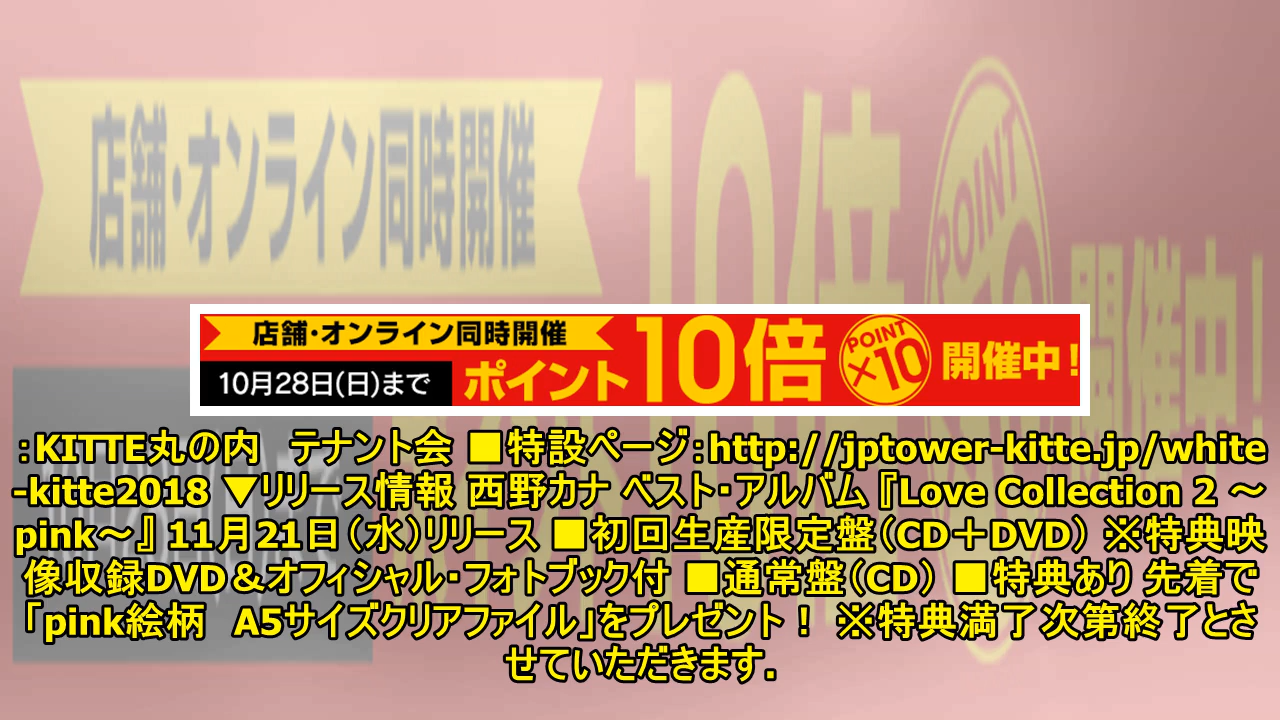 店舗・オンライン同時開催
10月28日(日)まで
ポイント10倍
POINT
×10
開催中!
：KITTE丸の内　テナント会 ■特設ページ：http://jptower-kitte.jp/white
-kitte2018 ▼リリース情報 西野カナ ベスト・アルバム『Love Collection 2 ～
pink～』 11月21日（水）リリース ■初回生産限定盤（CD＋DVD） ※特典映
像収録DVD＆オフィシャル・フォトブック付 ■通常盤（CD） ■特典あり 先着で
「pink絵柄　A5サイズクリアファイル」をプレゼント！ ※特典満了次第終了とさ
せていただきます.